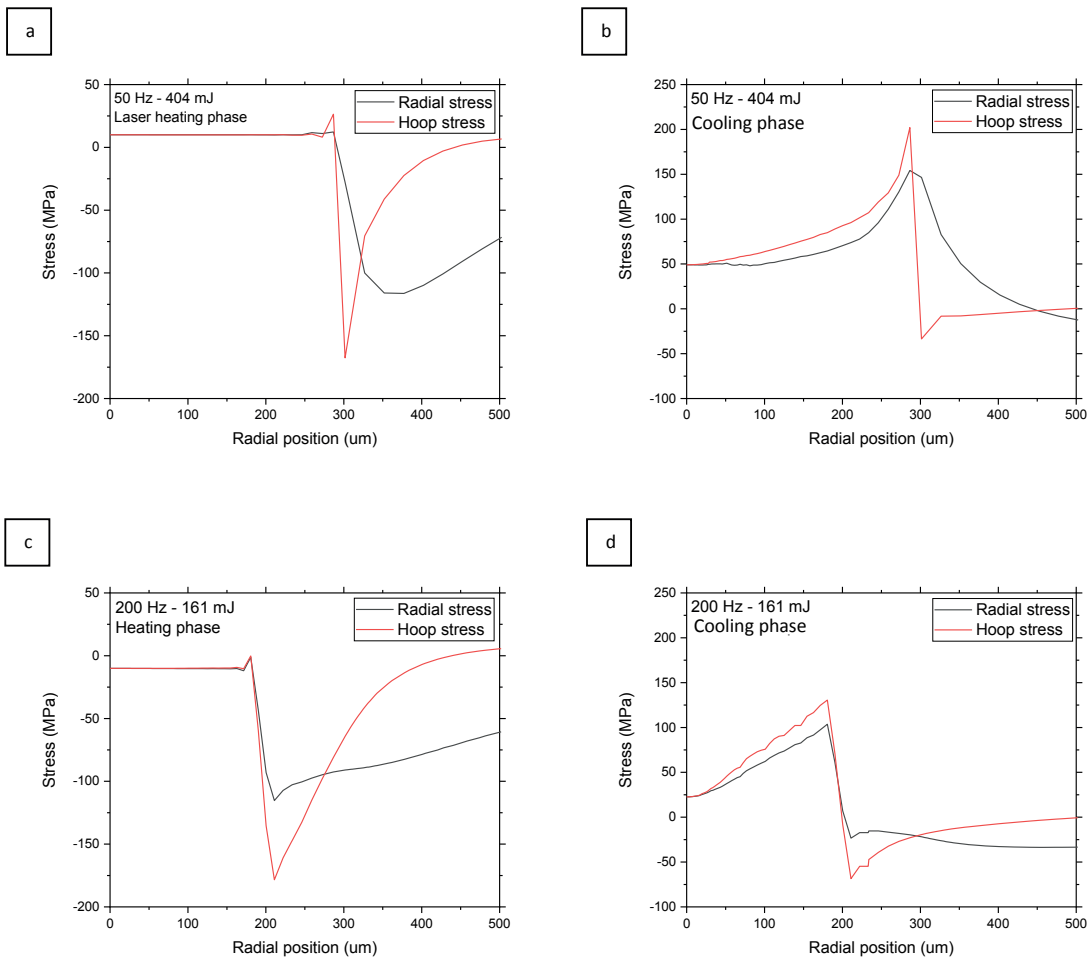 a
50 Hz - 404 mJ
Laser heating phase
Radial stress
Hoop stress
50
0
-50
-100
-150
-200
Stress (MPa)
0 100 200 300 400 500
Radial position (um)
b
50 Hz - 404 mJ
Cooling phase
Radial stress
Hoop stress
250
200
150
100
50
0
-50
-100
Stress (MPa)
0 100 200 300 400 500
Radial position (um)
c
200 Hz - 161 mJ
Heating phase
Radial stress
Hoop stress
50
0
-50
-100
-150
-200
Stress (MPa)
0 100 200 300 400 500
Radial position (um)
d
200 Hz - 161 mJ
Cooling phase
Radial stress
Hoop stress
250
200
150
100
50
0
-50
-100
Stress (MPa)
0 100 200 300 400 500
Radial position (um)